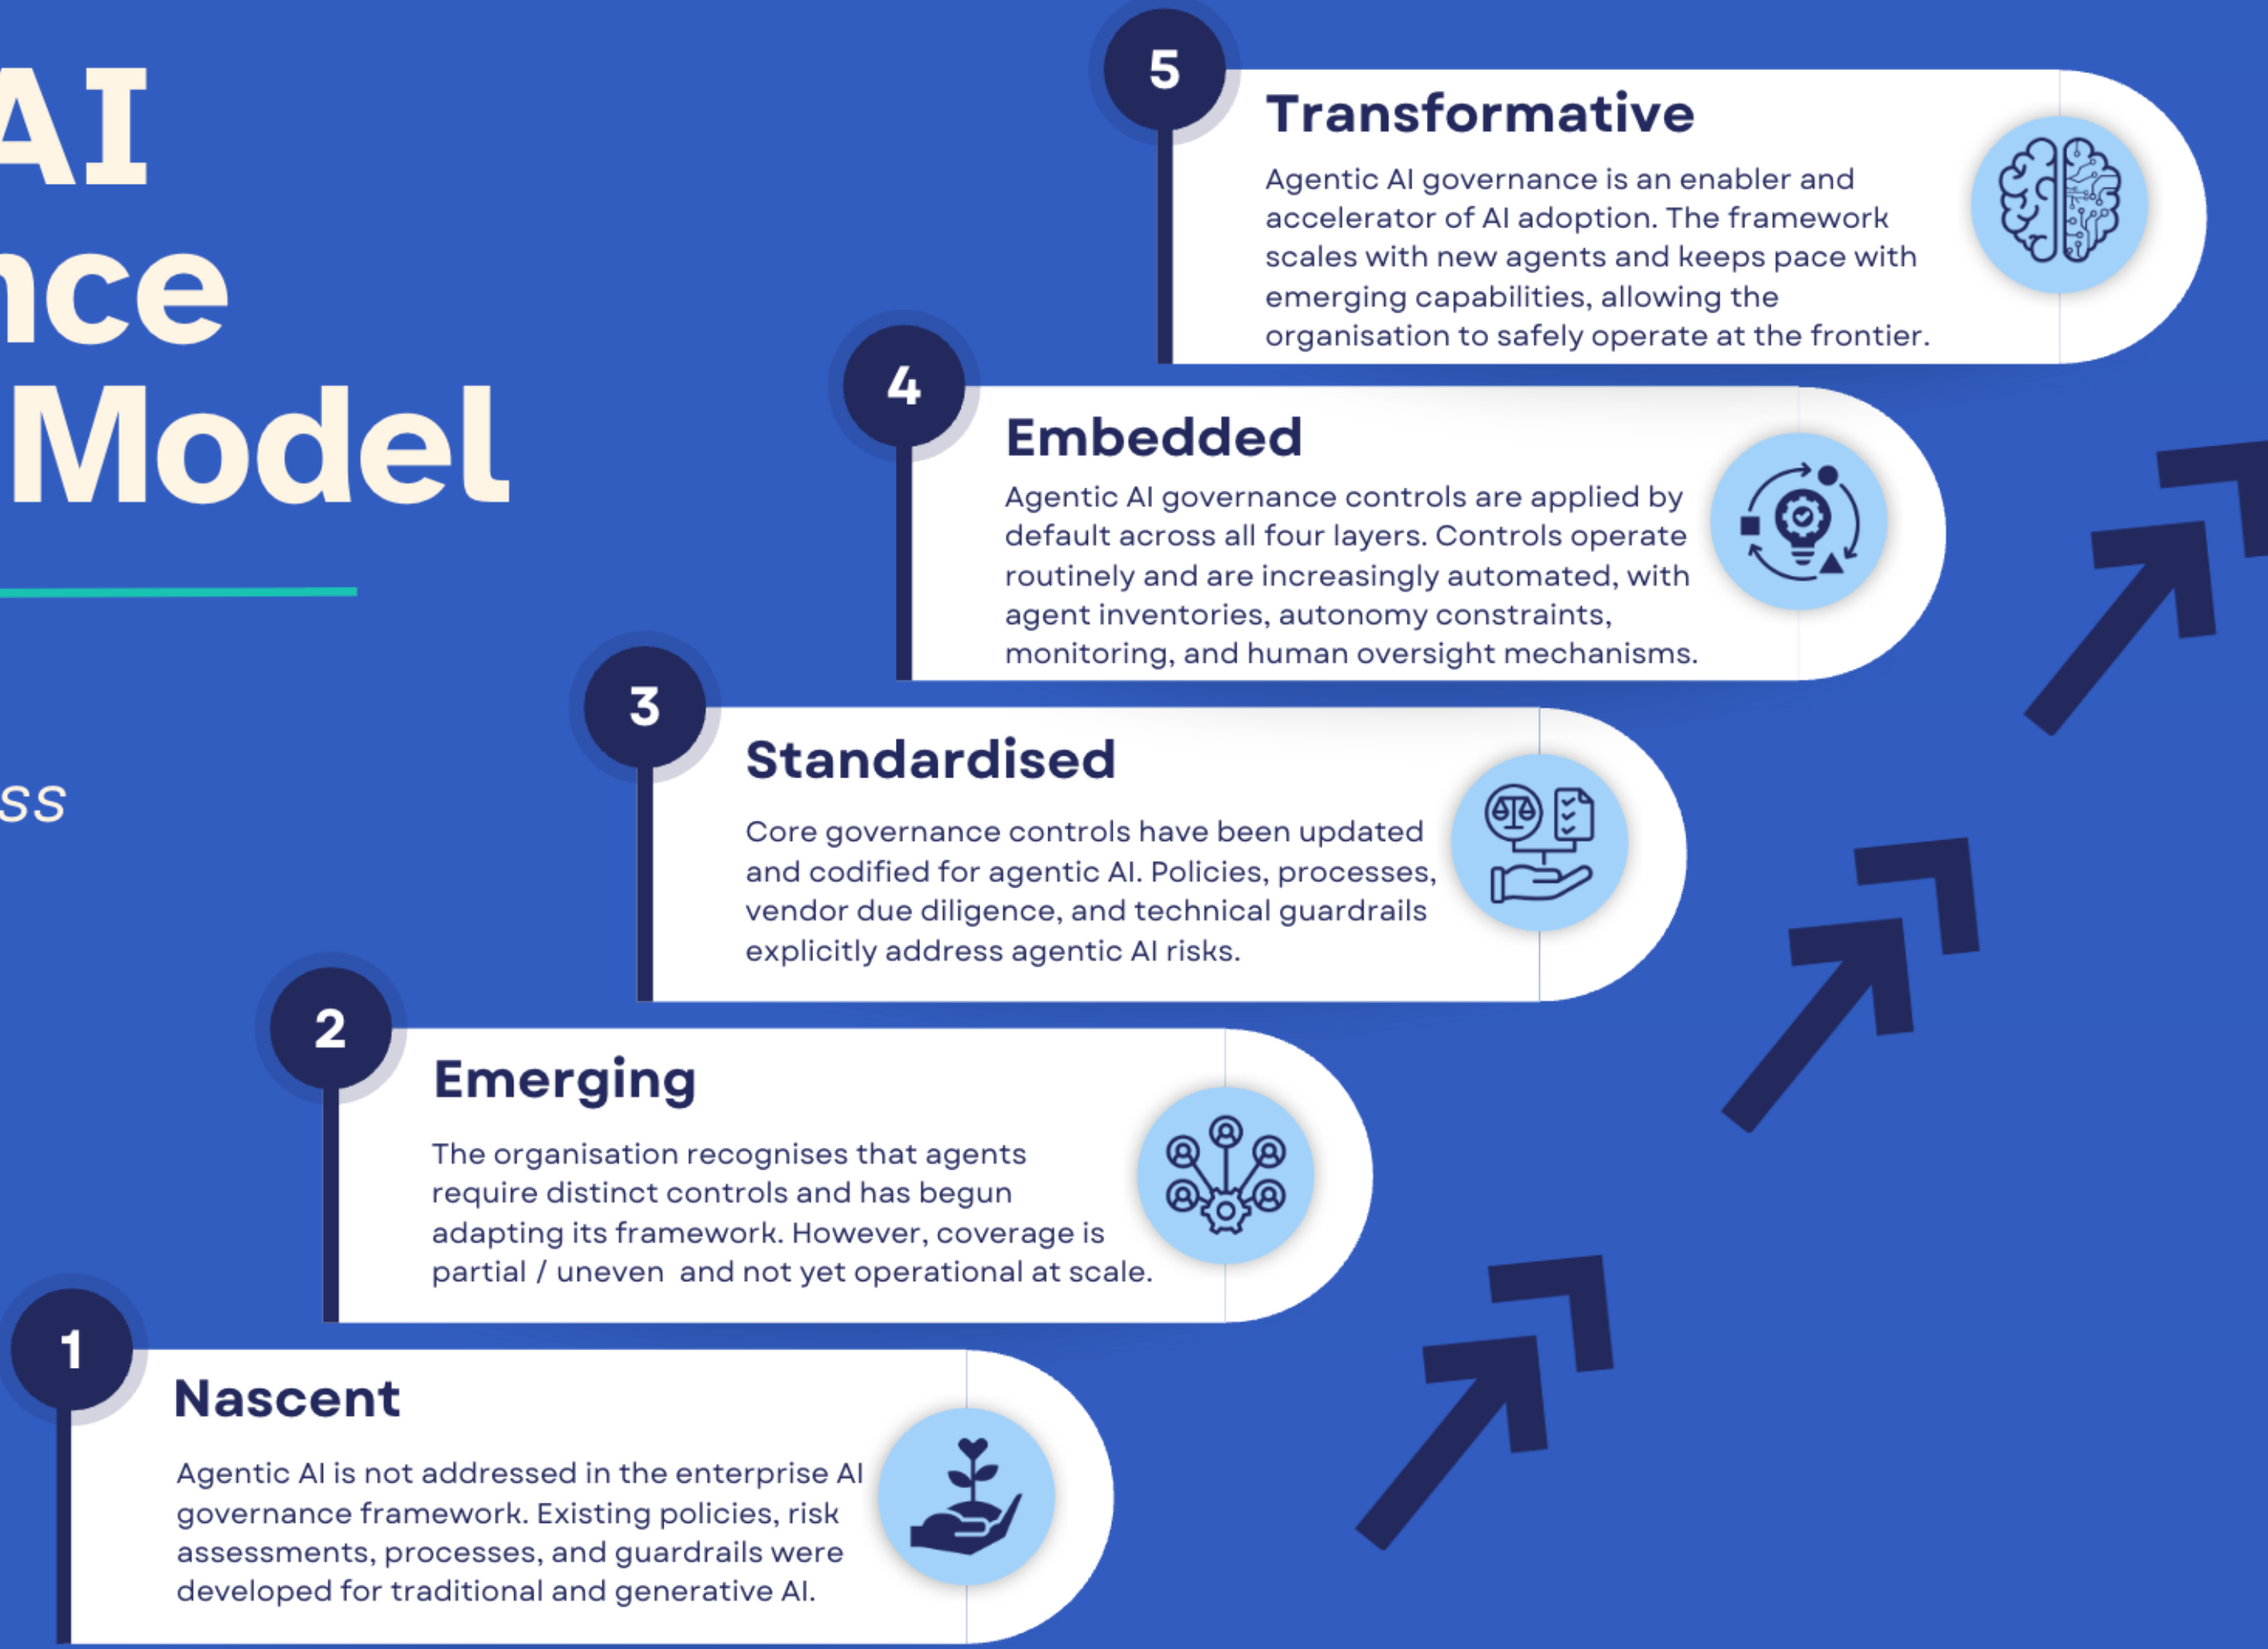 AI
nce
Model
ss
5
Transformative
Agentic AI governance is an enabler and
accelerator of AI adoption. The framework
scales with new agents and keeps pace with
emerging capabilities, allowing the
organisation to safely operate at the frontier.
4
Embedded
Agentic AI governance controls are applied by
default across all four layers. Controls operate
routinely and are increasingly automated, with
agent inventories, autonomy constraints,
monitoring, and human oversight mechanisms.
3
Standardised
Core governance controls have been updated
and codified for agentic AI. Policies, processes,
vendor due diligence, and technical guardrails
explicitly address agentic AI risks.
2
Emerging
The organisation recognises that agents
require distinct controls and has begun
adapting its framework. However, coverage is
partial / uneven  and not yet operational at scale.
1
Nascent
Agentic AI is not addressed in the enterprise AI
governance framework. Existing policies, risk
assessments, processes, and guardrails were
developed for traditional and generative AI.